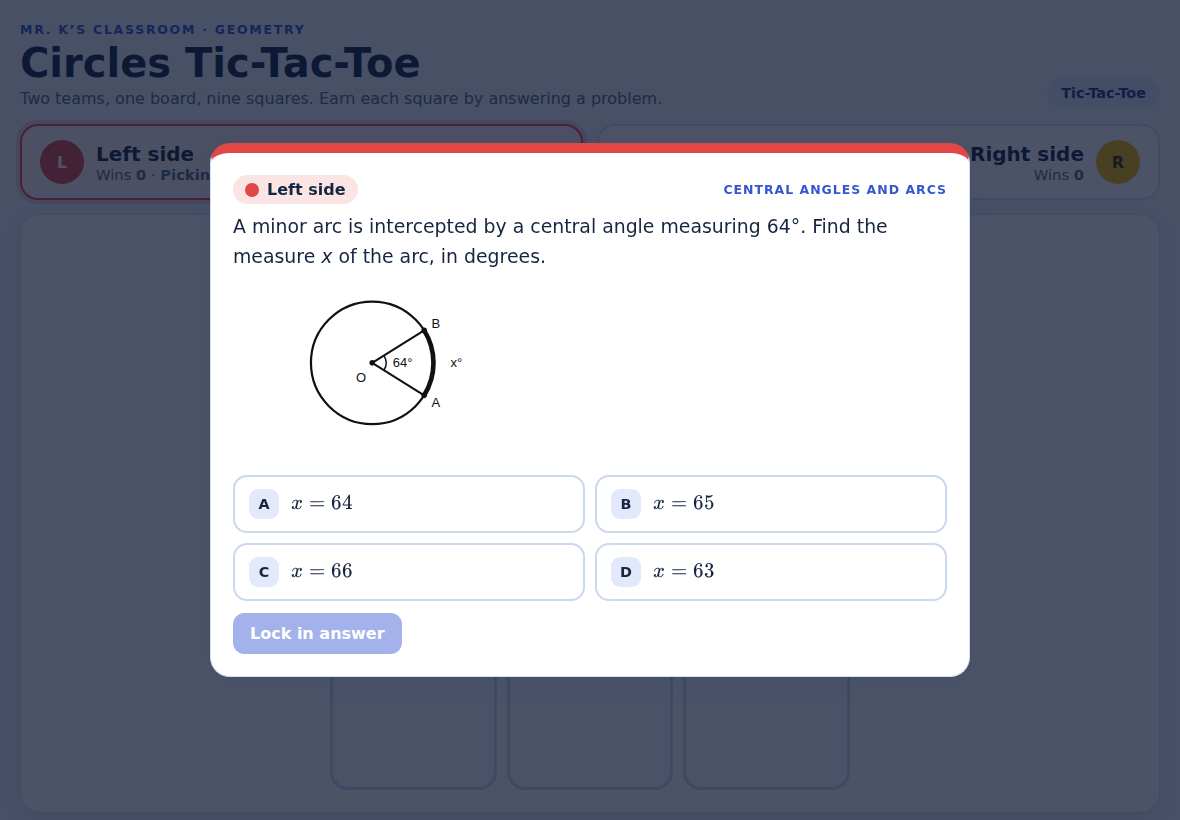 MR. K’S CLASSROOM · GEOMETRY
Circles Tic-Tac-Toe
Two teams, one board, nine squares. Earn each square by answering a problem.
Tic-Tac-Toe
L
Left side
Wins 0 · Pickin
Right side
Wins 0
R
Left side
CENTRAL ANGLES AND ARCS
A minor arc is intercepted by a central angle measuring 64°. Find the
measure x of the arc, in degrees.
B
64°
x°
O
A
A x = 64
B x = 65
C x = 66
D x = 63
Lock in answer